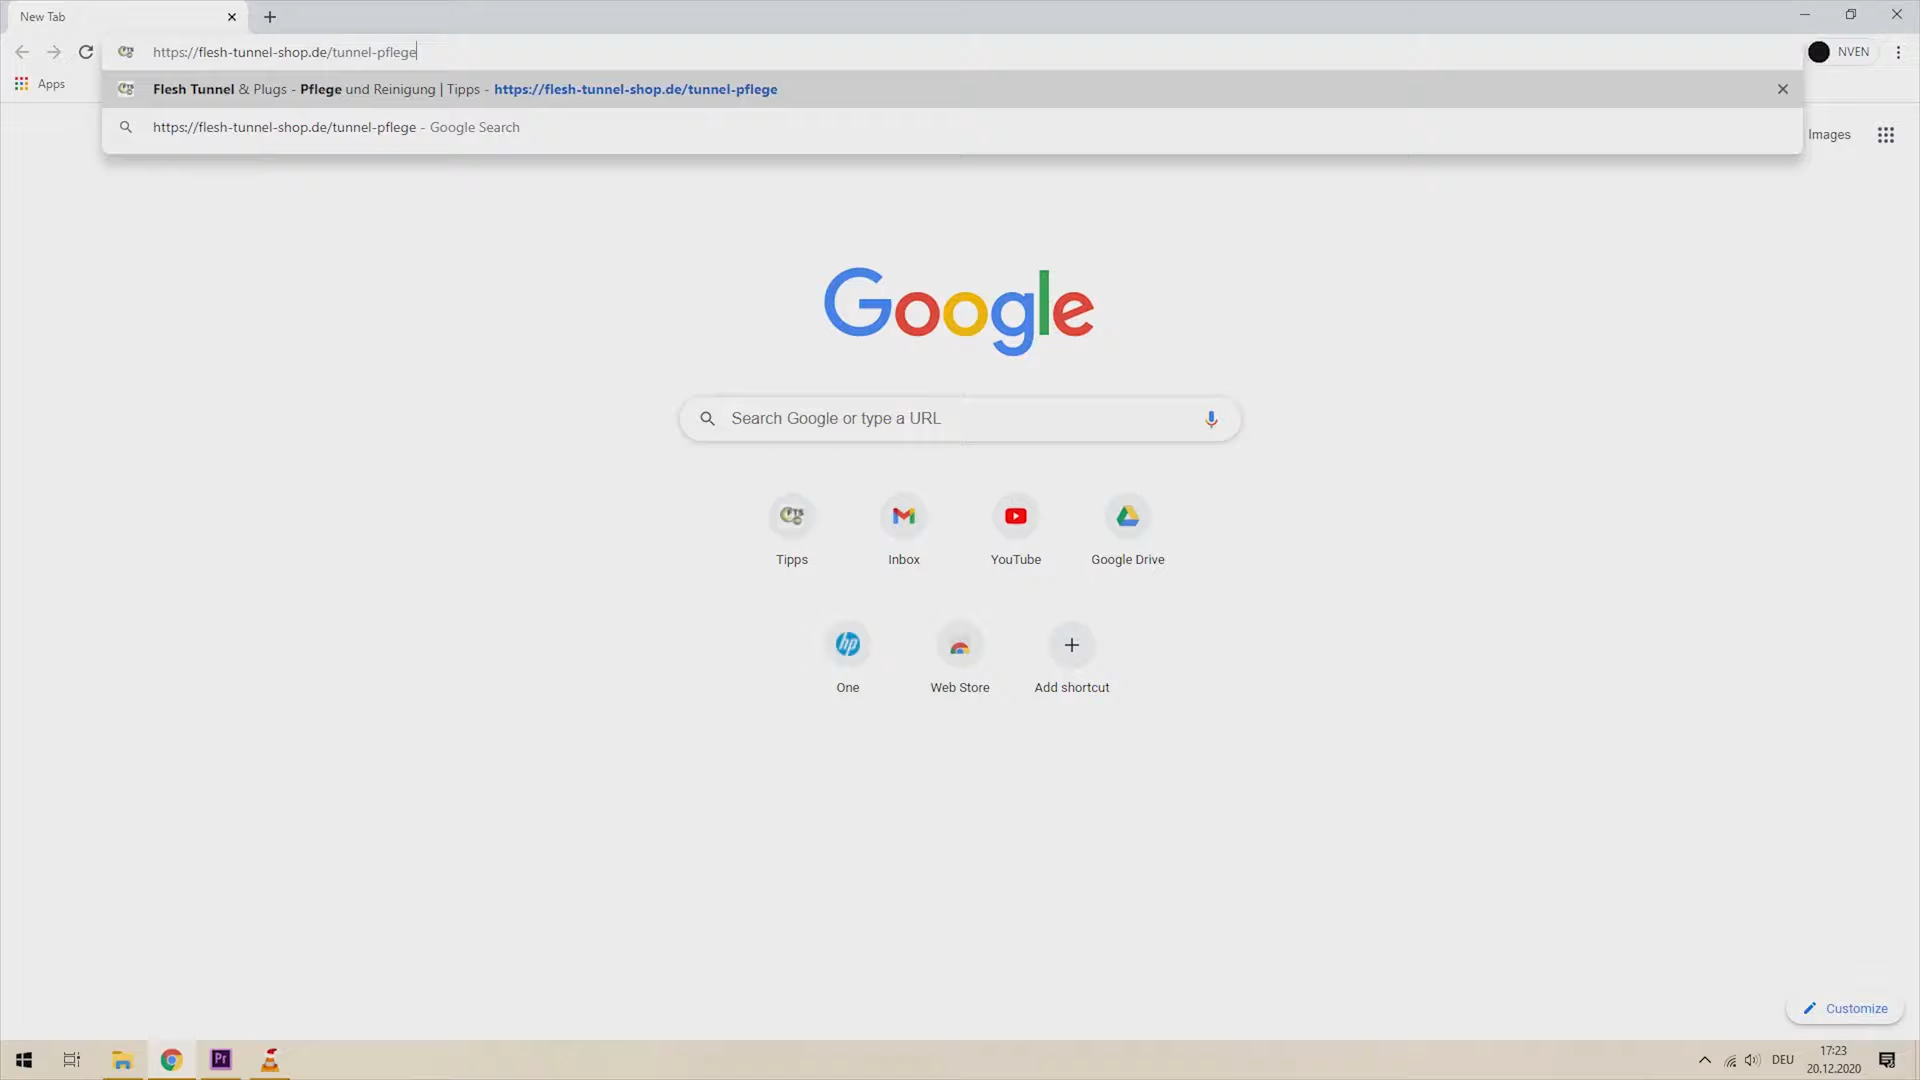 New Tab
https://flesh-tunnel-shop.de/tunnel-pflege
NVEN
Apps
Flesh Tunnel & Plugs - Pflege und Reinigung | Tipps - https://flesh-tunnel-shop.de/tunnel-pflege
https://flesh-tunnel-shop.de/tunnel-pflege - Google Search
Images
Google
Search Google or type a URL
FTS
Tipps
Inbox
YouTube
Google Drive
hp
One
Web Store
Add shortcut
Customize
Pr
DEU
17:23
20.12.2020